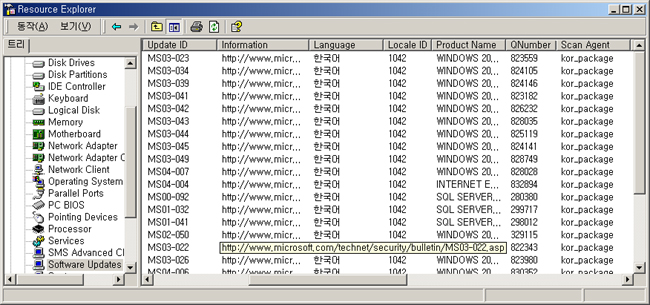 Resource Explorer
동작(A) 보기(V)
트리
Disk Drives
Disk Partitions
IDE Controller
Keyboard
Logical Disk
Memory
Motherboard
Network Adapter
Network Adapter C
Network Client
Operating System
Parallel Ports
PC BIOS
Pointing Devices
Processor
Services
SMS Advanced Cl
Software Updates
Update ID Information Language Locale ID Product Name QNumber Scan Agent
MS03-023 http://www.micr... 한국어 1042 WINDOWS 20... 823559 kor_package
MS03-034 http://www.micr... 한국어 1042 WINDOWS 20... 824105 kor_package
MS03-039 http://www.micr... 한국어 1042 WINDOWS 20... 824146 kor_package
MS03-041 http://www.micr... 한국어 1042 WINDOWS 20... 823182 kor_package
MS03-042 http://www.micr... 한국어 1042 WINDOWS 20... 826232 kor_package
MS03-043 http://www.micr... 한국어 1042 WINDOWS 20... 828035 kor_package
MS03-044 http://www.micr... 한국어 1042 WINDOWS 20... 825119 kor_package
MS03-045 http://www.micr... 한국어 1042 WINDOWS 20... 824141 kor_package
MS03-049 http://www.micr... 한국어 1042 WINDOWS 20... 828749 kor_package
MS04-007 http://www.micr... 한국어 1042 WINDOWS 20... 828028 kor_package
MS04-004 http://www.micr... 한국어 1042 INTERNET E... 832894 kor_package
MS00-092 http://www.micr... 한국어 1042 SQL SERVER... 280380 kor_package
MS01-032 http://www.micr... 한국어 1042 SQL SERVER... 299717 kor_package
MS01-041 http://www.micr... 한국어 1042 SQL SERVER... 298012 kor_package
MS02-050 http://www.micr... 한국어 1042 WINDOWS 20... 329115 kor_package
MS03-022 http://www.microsoft.com/technet/security/bulletin/MS03-022.asp 822343 kor_package
MS03-026 http://www.micr... 한국어 1042 WINDOWS 20... 823980 kor_package
MS04-006 http://www.micr... 한국어 1042 WINDOWS 20... 830352 kor_package